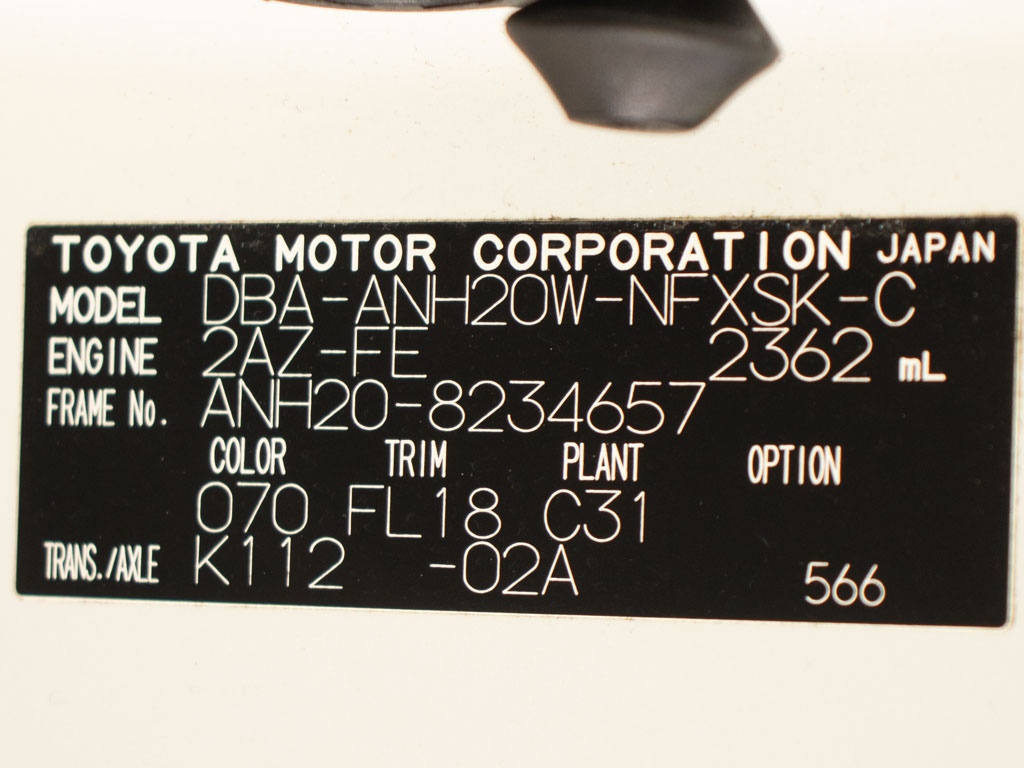 TOYOTA MOTOR CORPORATION JAPAN
MODEL DBA-ANH20W-NFXSK-C
ENGINE 2AZ-FE 2362 mL
FRAME No. ANH20-8234657
COLOR TRIM PLANT OPTION
070 FL18 C31
TRANS./AXLE K112 -02A 566